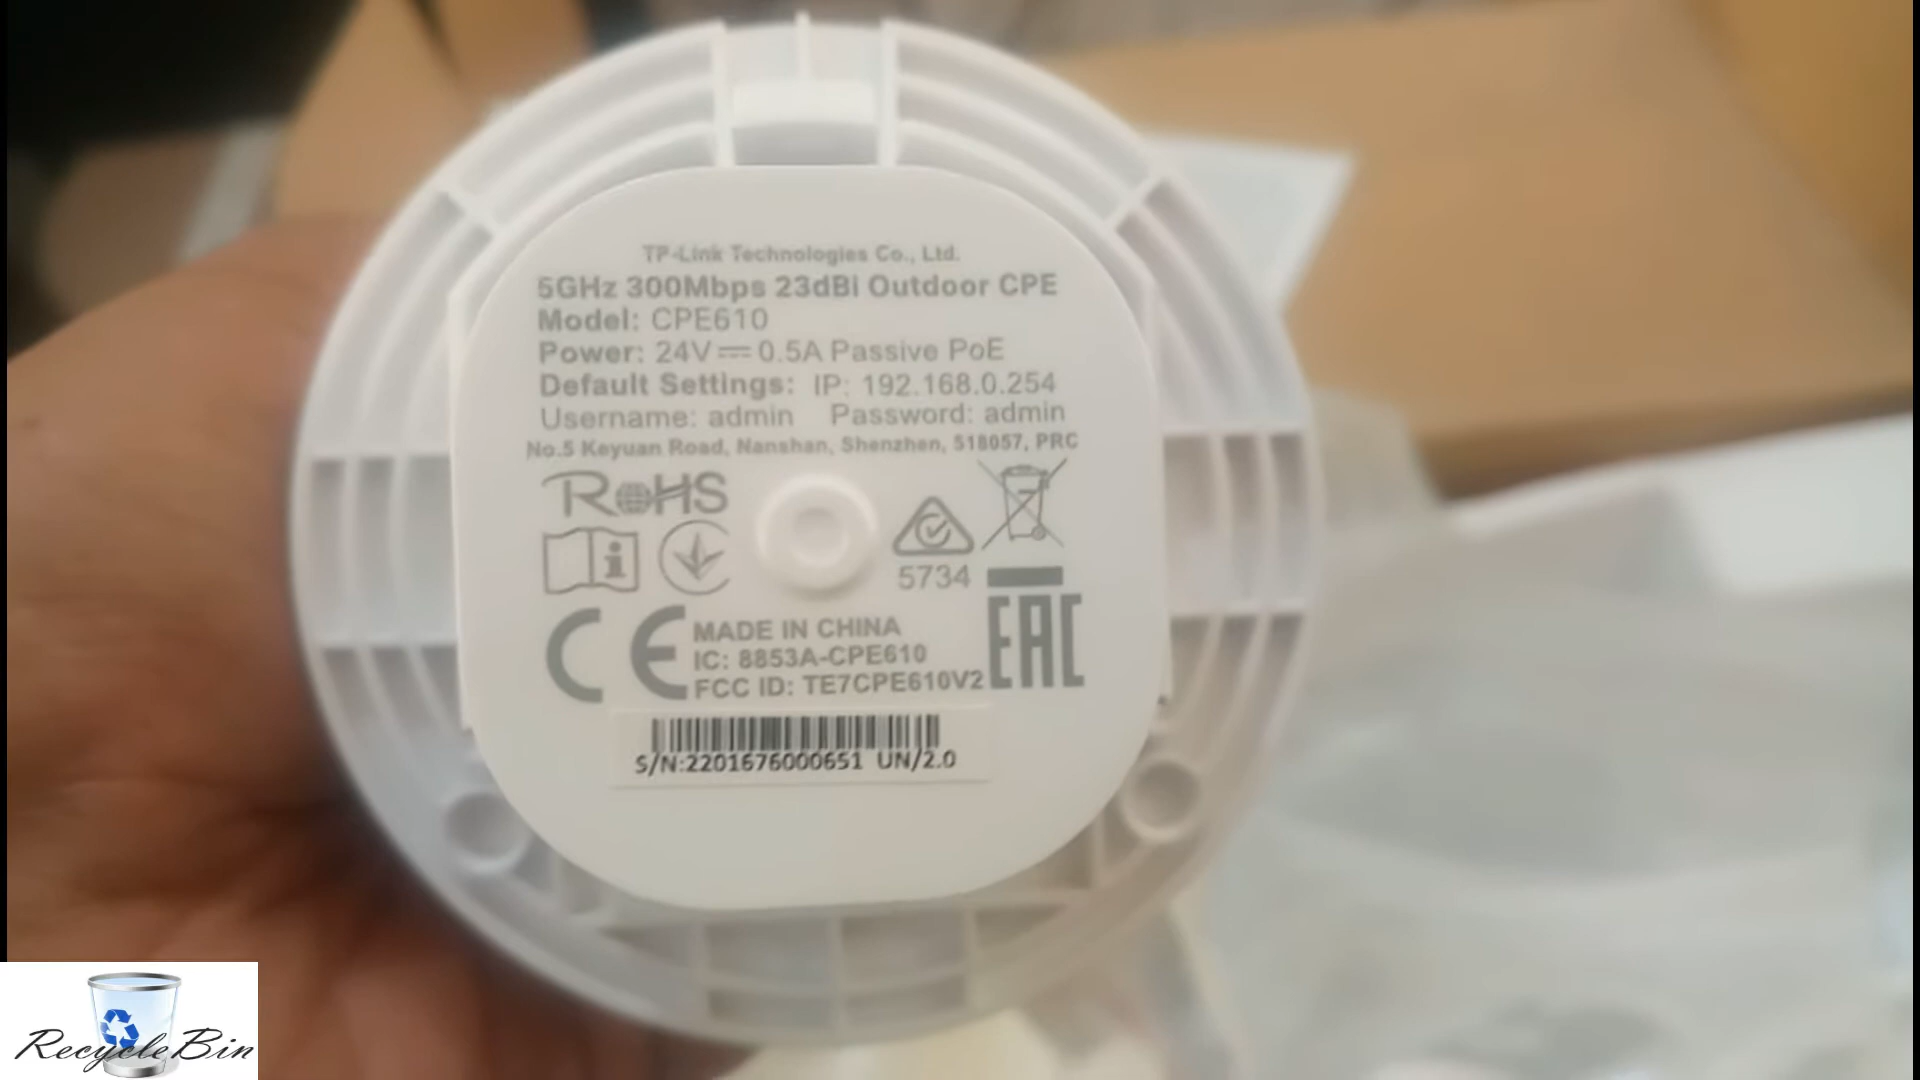 TP-Link Technologies Co., Ltd.
5GHz 300Mbps 23dBi Outdoor CPE
Model: CPE610
Power: 24V⎓0.5A Passive PoE
Default Settings: IP: 192.168.0.254
Username: admin Password: admin
No.5 Keyuan Road, Nanshan, Shenzhen, 518057, PRC
RoHS
5734
CE
MADE IN CHINA
IC: 8853A-CPE610
FCC ID: TE7CPE610V2
EAC
S/N:2201676000651 UN/2.0
RecycleBin